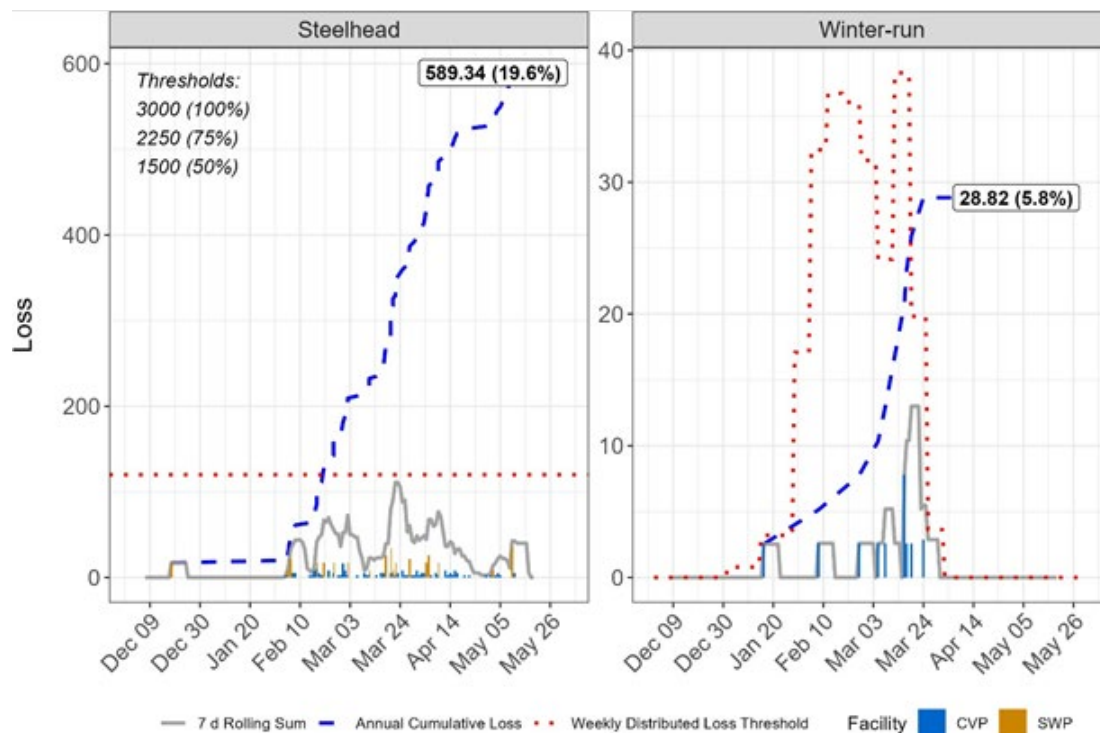 Steelhead
Winter-run
Loss
600
400
200
0
Thresholds:
3000 (100%)
2250 (75%)
1500 (50%)
589.34 (19.6%)
Dec 09
Dec 30
Jan 20
Feb 10
Mar 03
Mar 24
Apr 14
May 05
May 26
40
30
20
10
0
28.82 (5.8%)
Dec 09
Dec 30
Jan 20
Feb 10
Mar 03
Mar 24
Apr 14
May 05
May 26
7 d Rolling Sum Annual Cumulative Loss Weekly Distributed Loss Threshold Facility CVP SWP